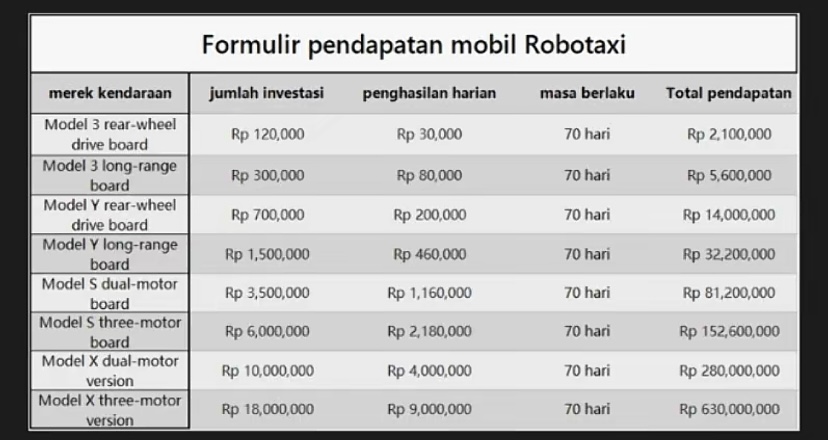 Formulir pendapatan mobil Robotaxi
merek kendaraan jumlah investasi penghasilan harian masa berlaku Total pendapatan
Model 3 rear-wheel drive board Rp 120,000 Rp 30,000 70 hari Rp 2,100,000
Model 3 long-range board Rp 300,000 Rp 80,000 70 hari Rp 5,600,000
Model Y rear-wheel drive board Rp 700,000 Rp 200,000 70 hari Rp 14,000,000
Model Y long-range board Rp 1,500,000 Rp 460,000 70 hari Rp 32,200,000
Model S dual-motor board Rp 3,500,000 Rp 1,160,000 70 hari Rp 81,200,000
Model S three-motor board Rp 6,000,000 Rp 2,180,000 70 hari Rp 152,600,000
Model X dual-motor version Rp 10,000,000 Rp 4,000,000 70 hari Rp 280,000,000
Model X three-motor version Rp 18,000,000 Rp 9,000,000 70 hari Rp 630,000,000